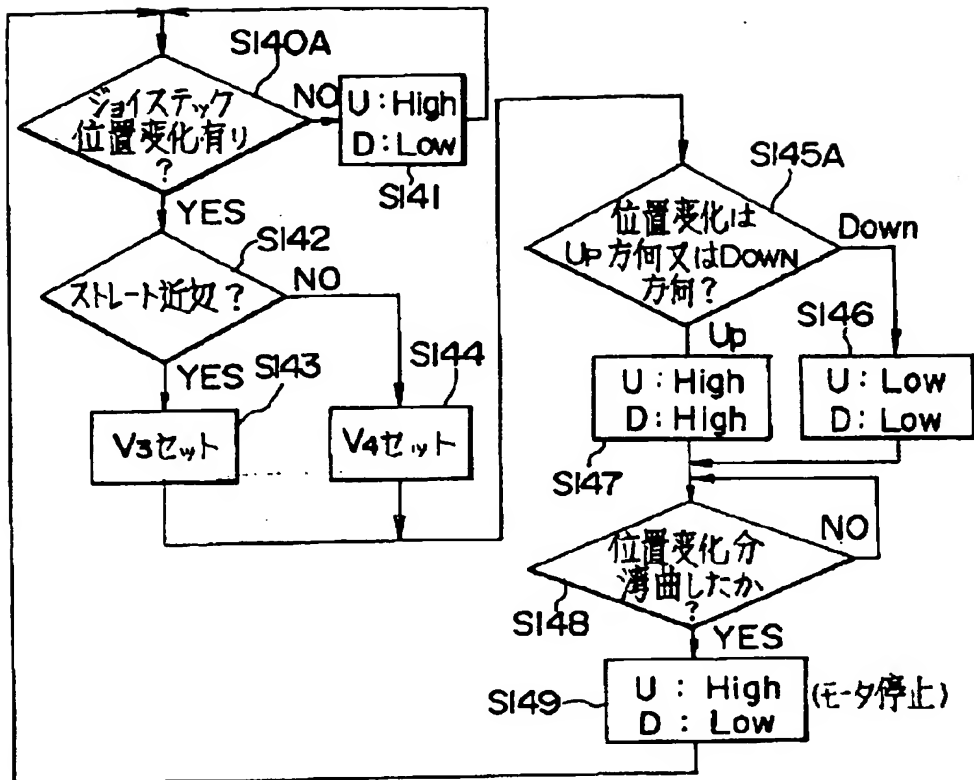 S140A
ジョイステック
位置変化有り
?
NO
U:High
D:Low
S141
YES
S142
ストレート近処?
NO
YES
S143
V3セット
S144
V4セット
S145A
位置変化は
Up方向又はDOWN
方向?
Down
Up
S146
U:Low
D:Low
U:High
D:High
S147
位置変化分
湾曲したか
?
NO
S148
YES
S149
U : High
D : Low
(モータ停止)